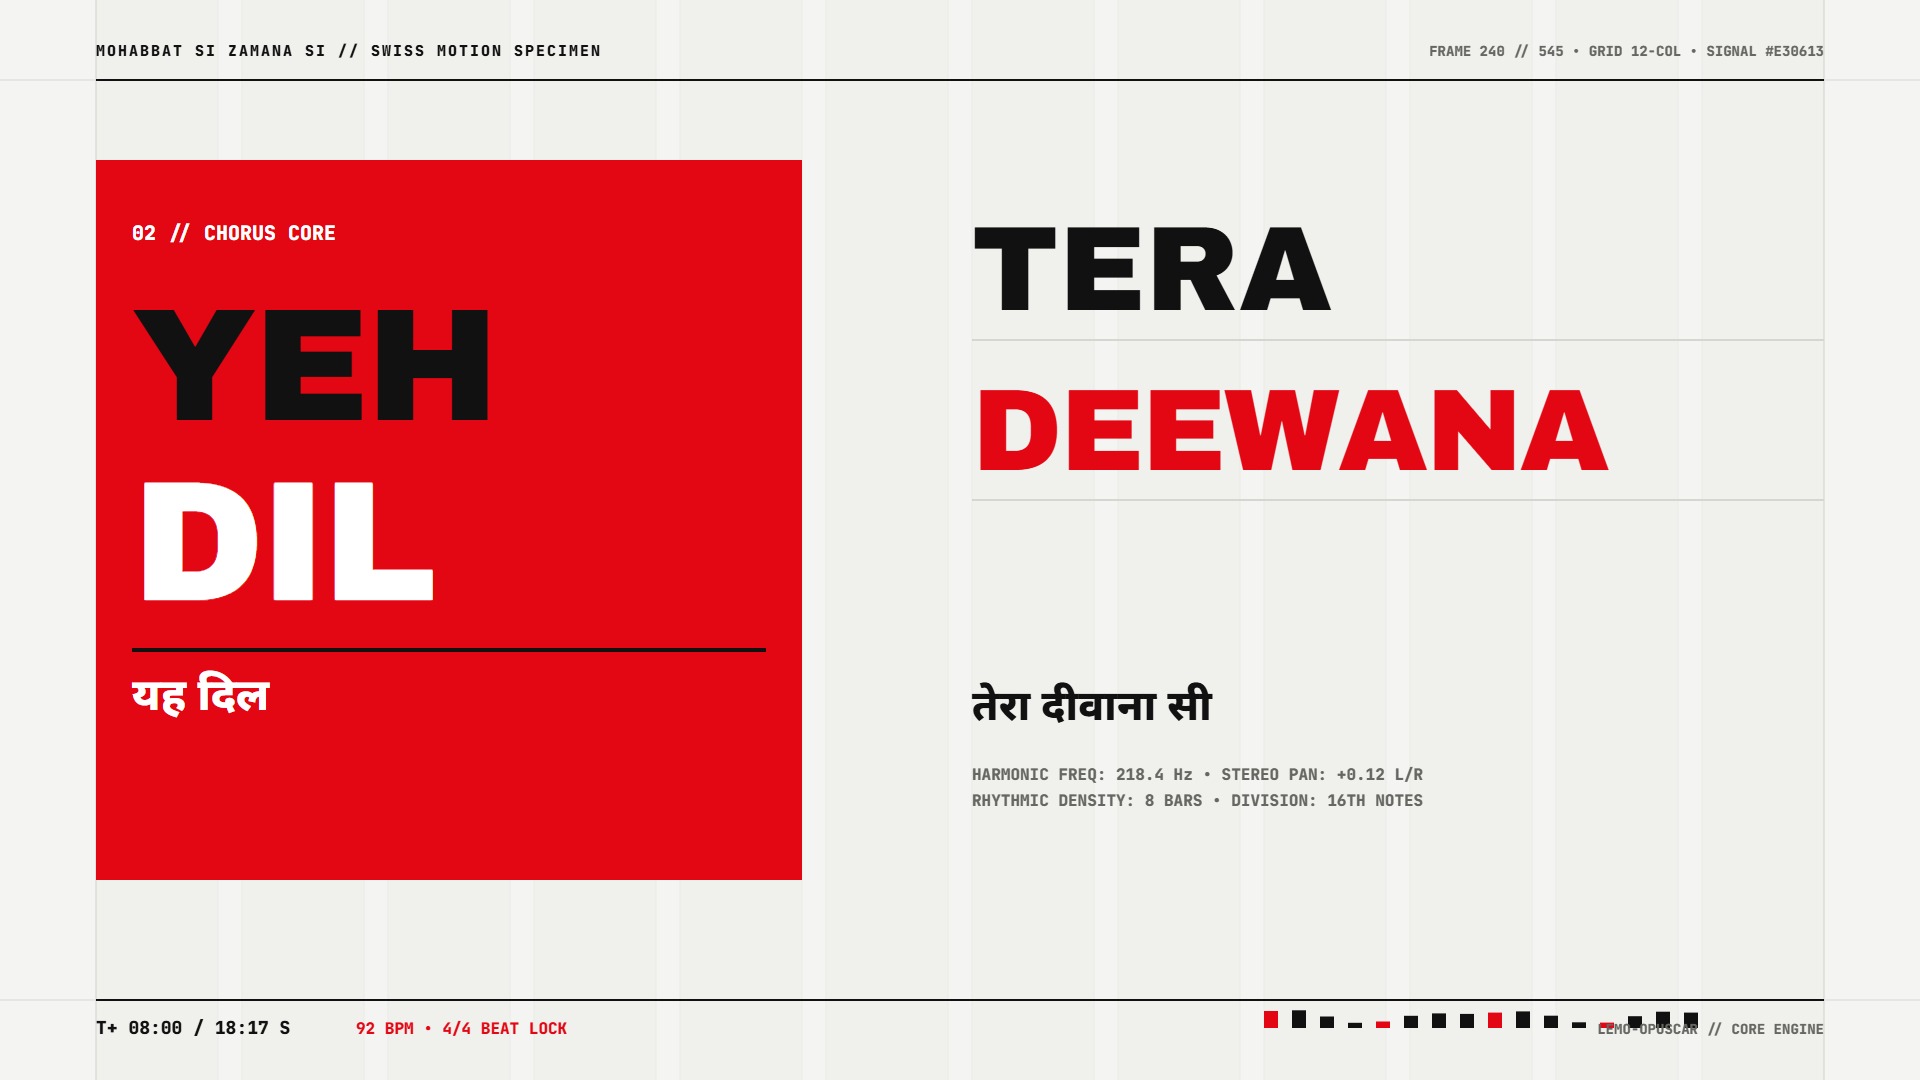 MOHABBAT SI ZAMANA SI // SWISS MOTION SPECIMEN
FRAME 240 // 545 • GRID 12-COL • SIGNAL #E30613
02 // CHORUS CORE
YEH
DIL
यह दिल
TERA
DEEWANA
तेरा दीवाना सी
HARMONIC FREQ: 218.4 Hz • STEREO PAN: +0.12 L/R
RHYTHMIC DENSITY: 8 BARS • DIVISION: 16TH NOTES
T+ 08:00 / 18:17 S
92 BPM • 4/4 BEAT LOCK
LEMO-OPUSCAR // CORE ENGINE